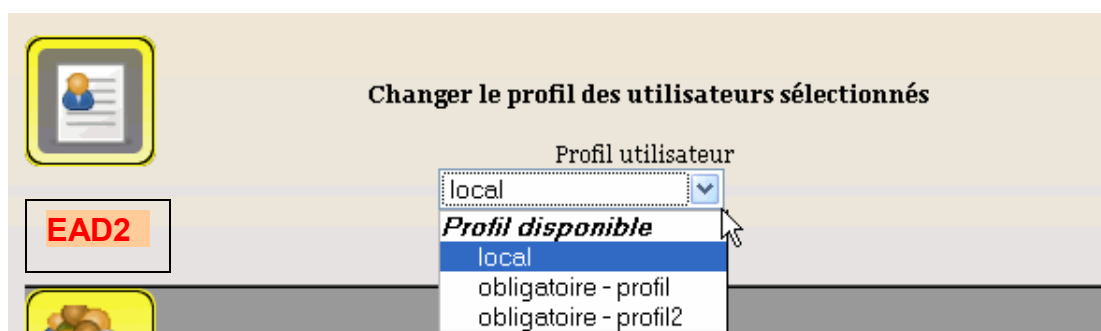 Changer le profil des utilisateurs sélectionnés
Profil utilisateur
local
EAD2
Profil disponible
local
obligatoire - profil
obligatoire - profil2